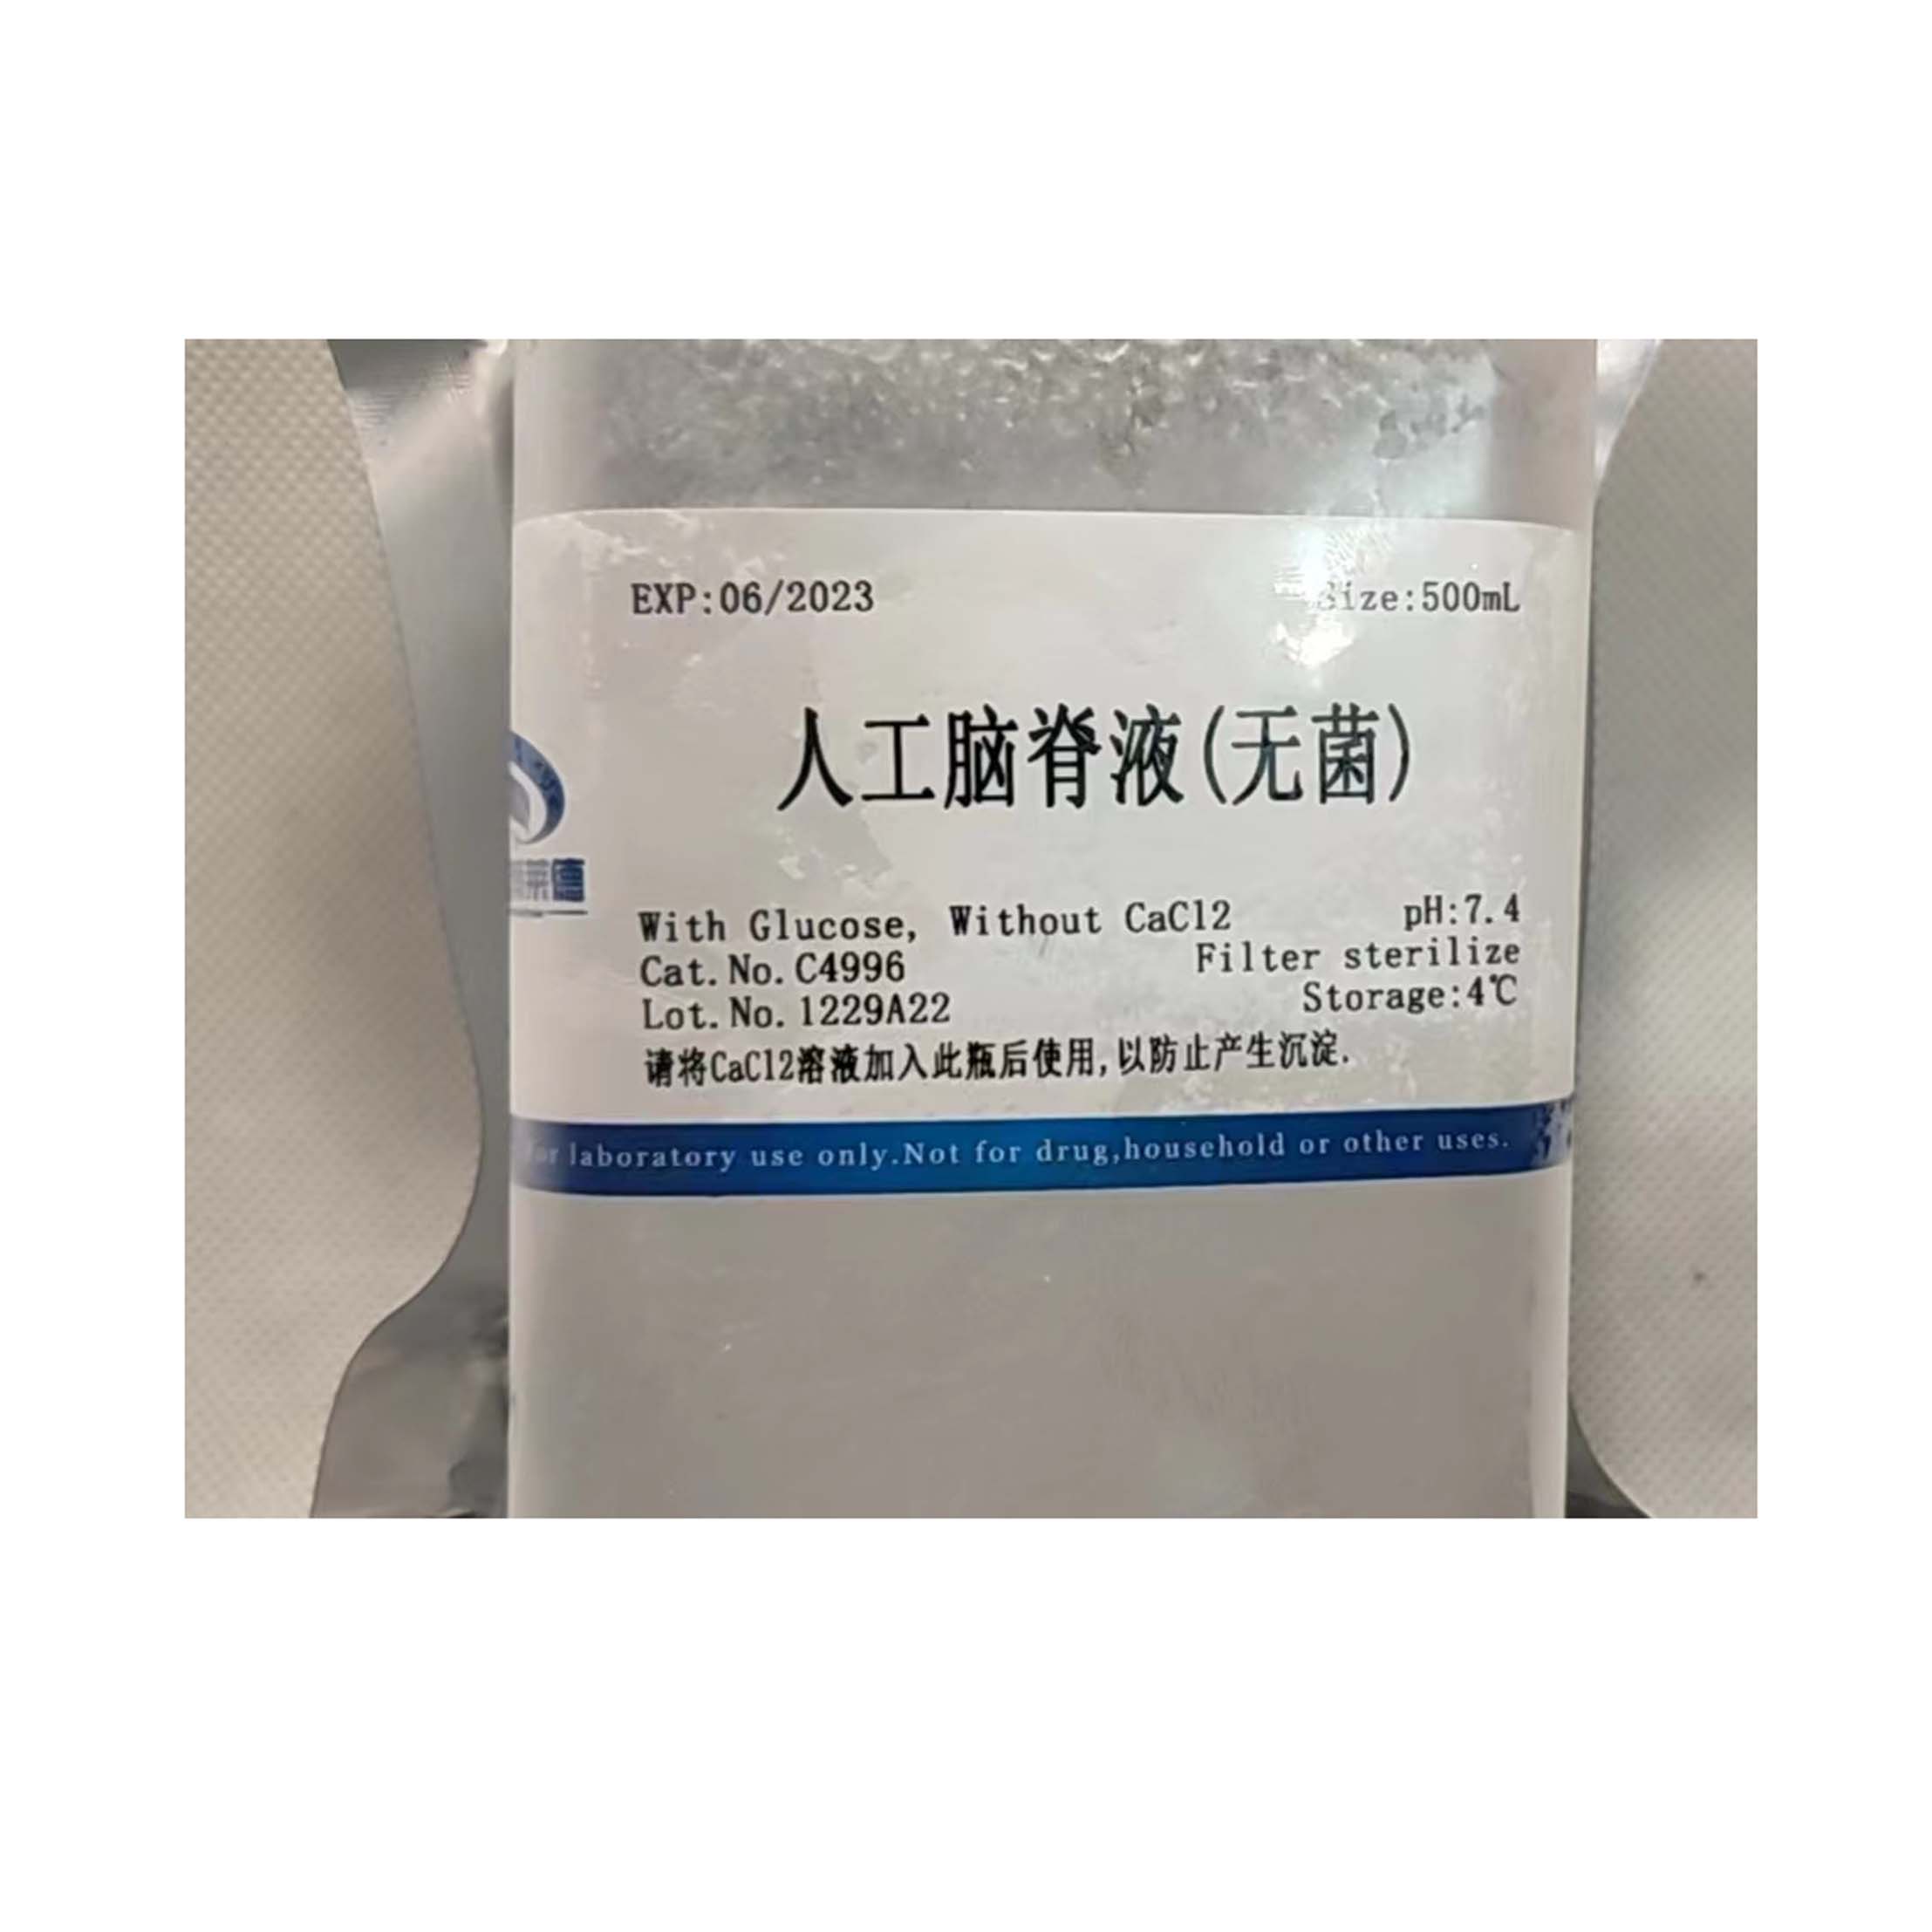 EXP:06/2023
Size:500mL
人工脑脊液(无菌)
莱德
With Glucose, Without CaCl2
pH:7.4
Cat.No.C4996
Filter sterilize
Lot.No.1229A22
Storage:4℃
请将CaCl2溶液加入此瓶后使用,以防止产生沉淀.
For laboratory use only.Not for drug,household or other uses.